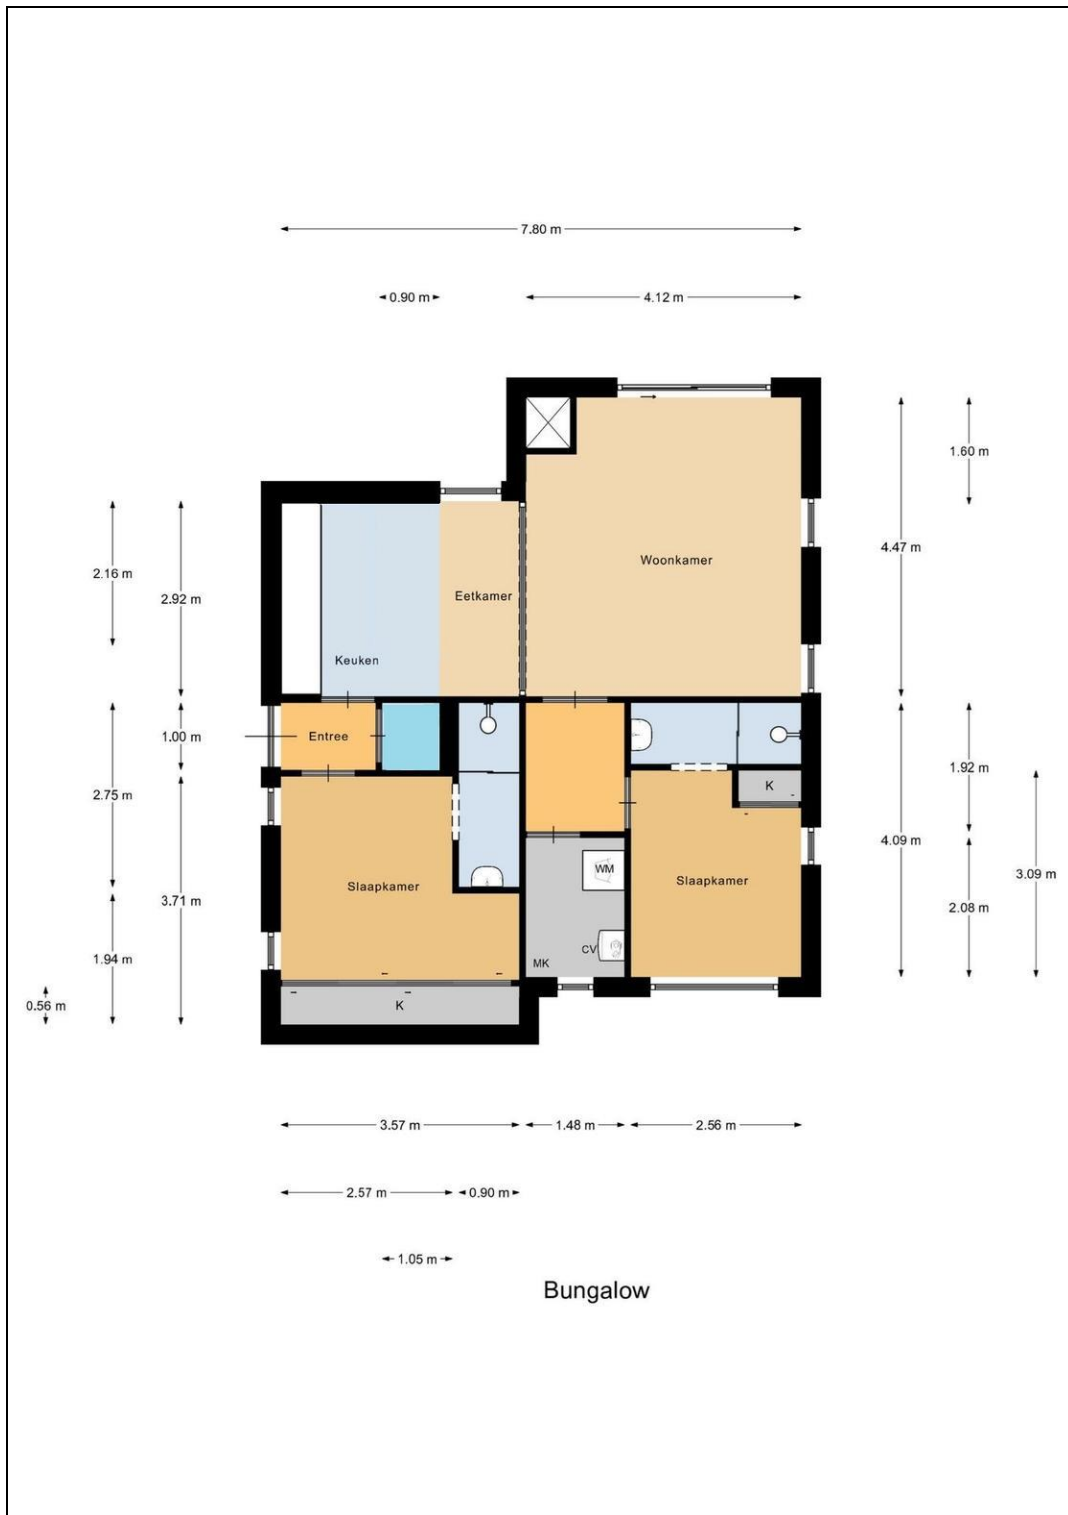 7.80 m
0.90 m
4.12 m
1.60 m
4.47 m
2.16 m
2.92 m
Woonkamer
Eetkamer
Keuken
Entree
1.00 m
2.75 m
K
1.92 m
4.09 m
3.09 m
WM
Slaapkamer
Slaapkamer
3.71 m
2.08 m
CV
MK
1.94 m
0.56 m
K
3.57 m
1.48 m
2.56 m
2.57 m
0.90 m
1.05 m
Bungalow